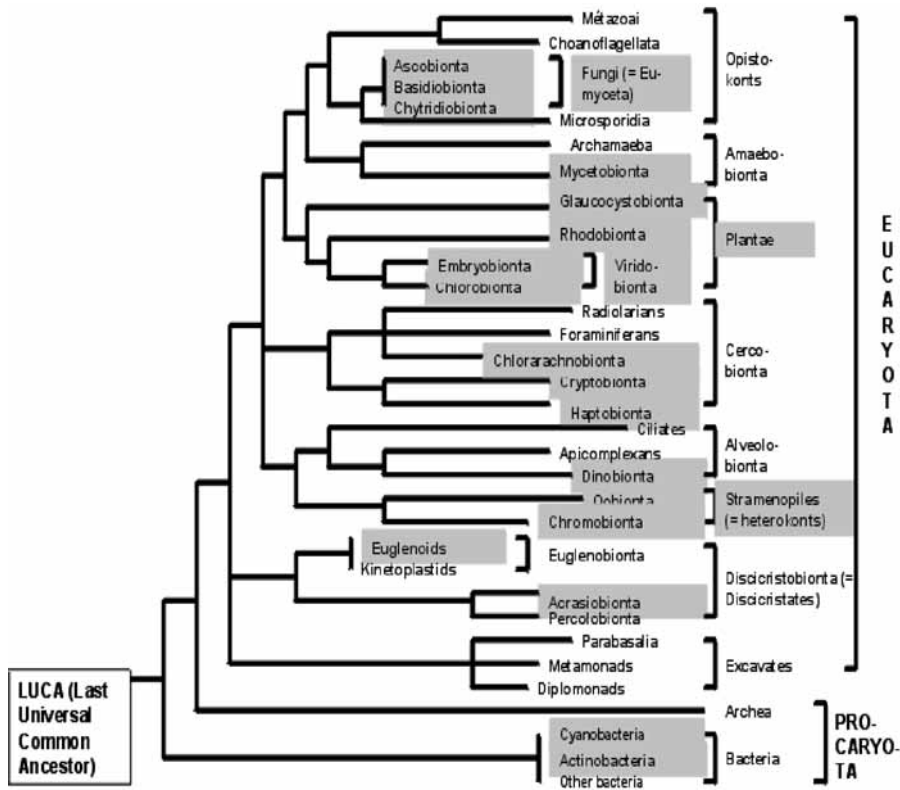 Métazoai
Choanoflagellata
Ascobionta
Basidiobionta
Chytridiobionta
Fungi (= Eu-
myceta)
Microsporidia
Opisto-
konts
Archamaeba
Mycetobionta
Amaebo-
bionta
Glaucocystobionta
Rhodobionta
Embryobionta
Chlorobionta
Virido-
bionta
Plantae
Radiolarians
Foraminiferans
Chlorarachnobionta
Cryptobionta
Haptobionta
Cerco-
bionta
Ciliates
Apicomplexans
Dinobionta
Alveolo-
bionta
Oobionta
Chromobionta
Stramenopiles
(= heterokonts)
Euglenoids
Kinetoplastids
Euglenobionta
Acrasiobionta
Percolobionta
Discicristobionta (=
Discicristates)
Parabasalia
Metamonads
Diplomonads
Excavates
EUCARYOTA
LUCA (Last
Universal
Common
Ancestor)
Archea
Cyanobacteria
Actinobacteria
Other bacteria
Bacteria
PRO-
CARYO-
TA